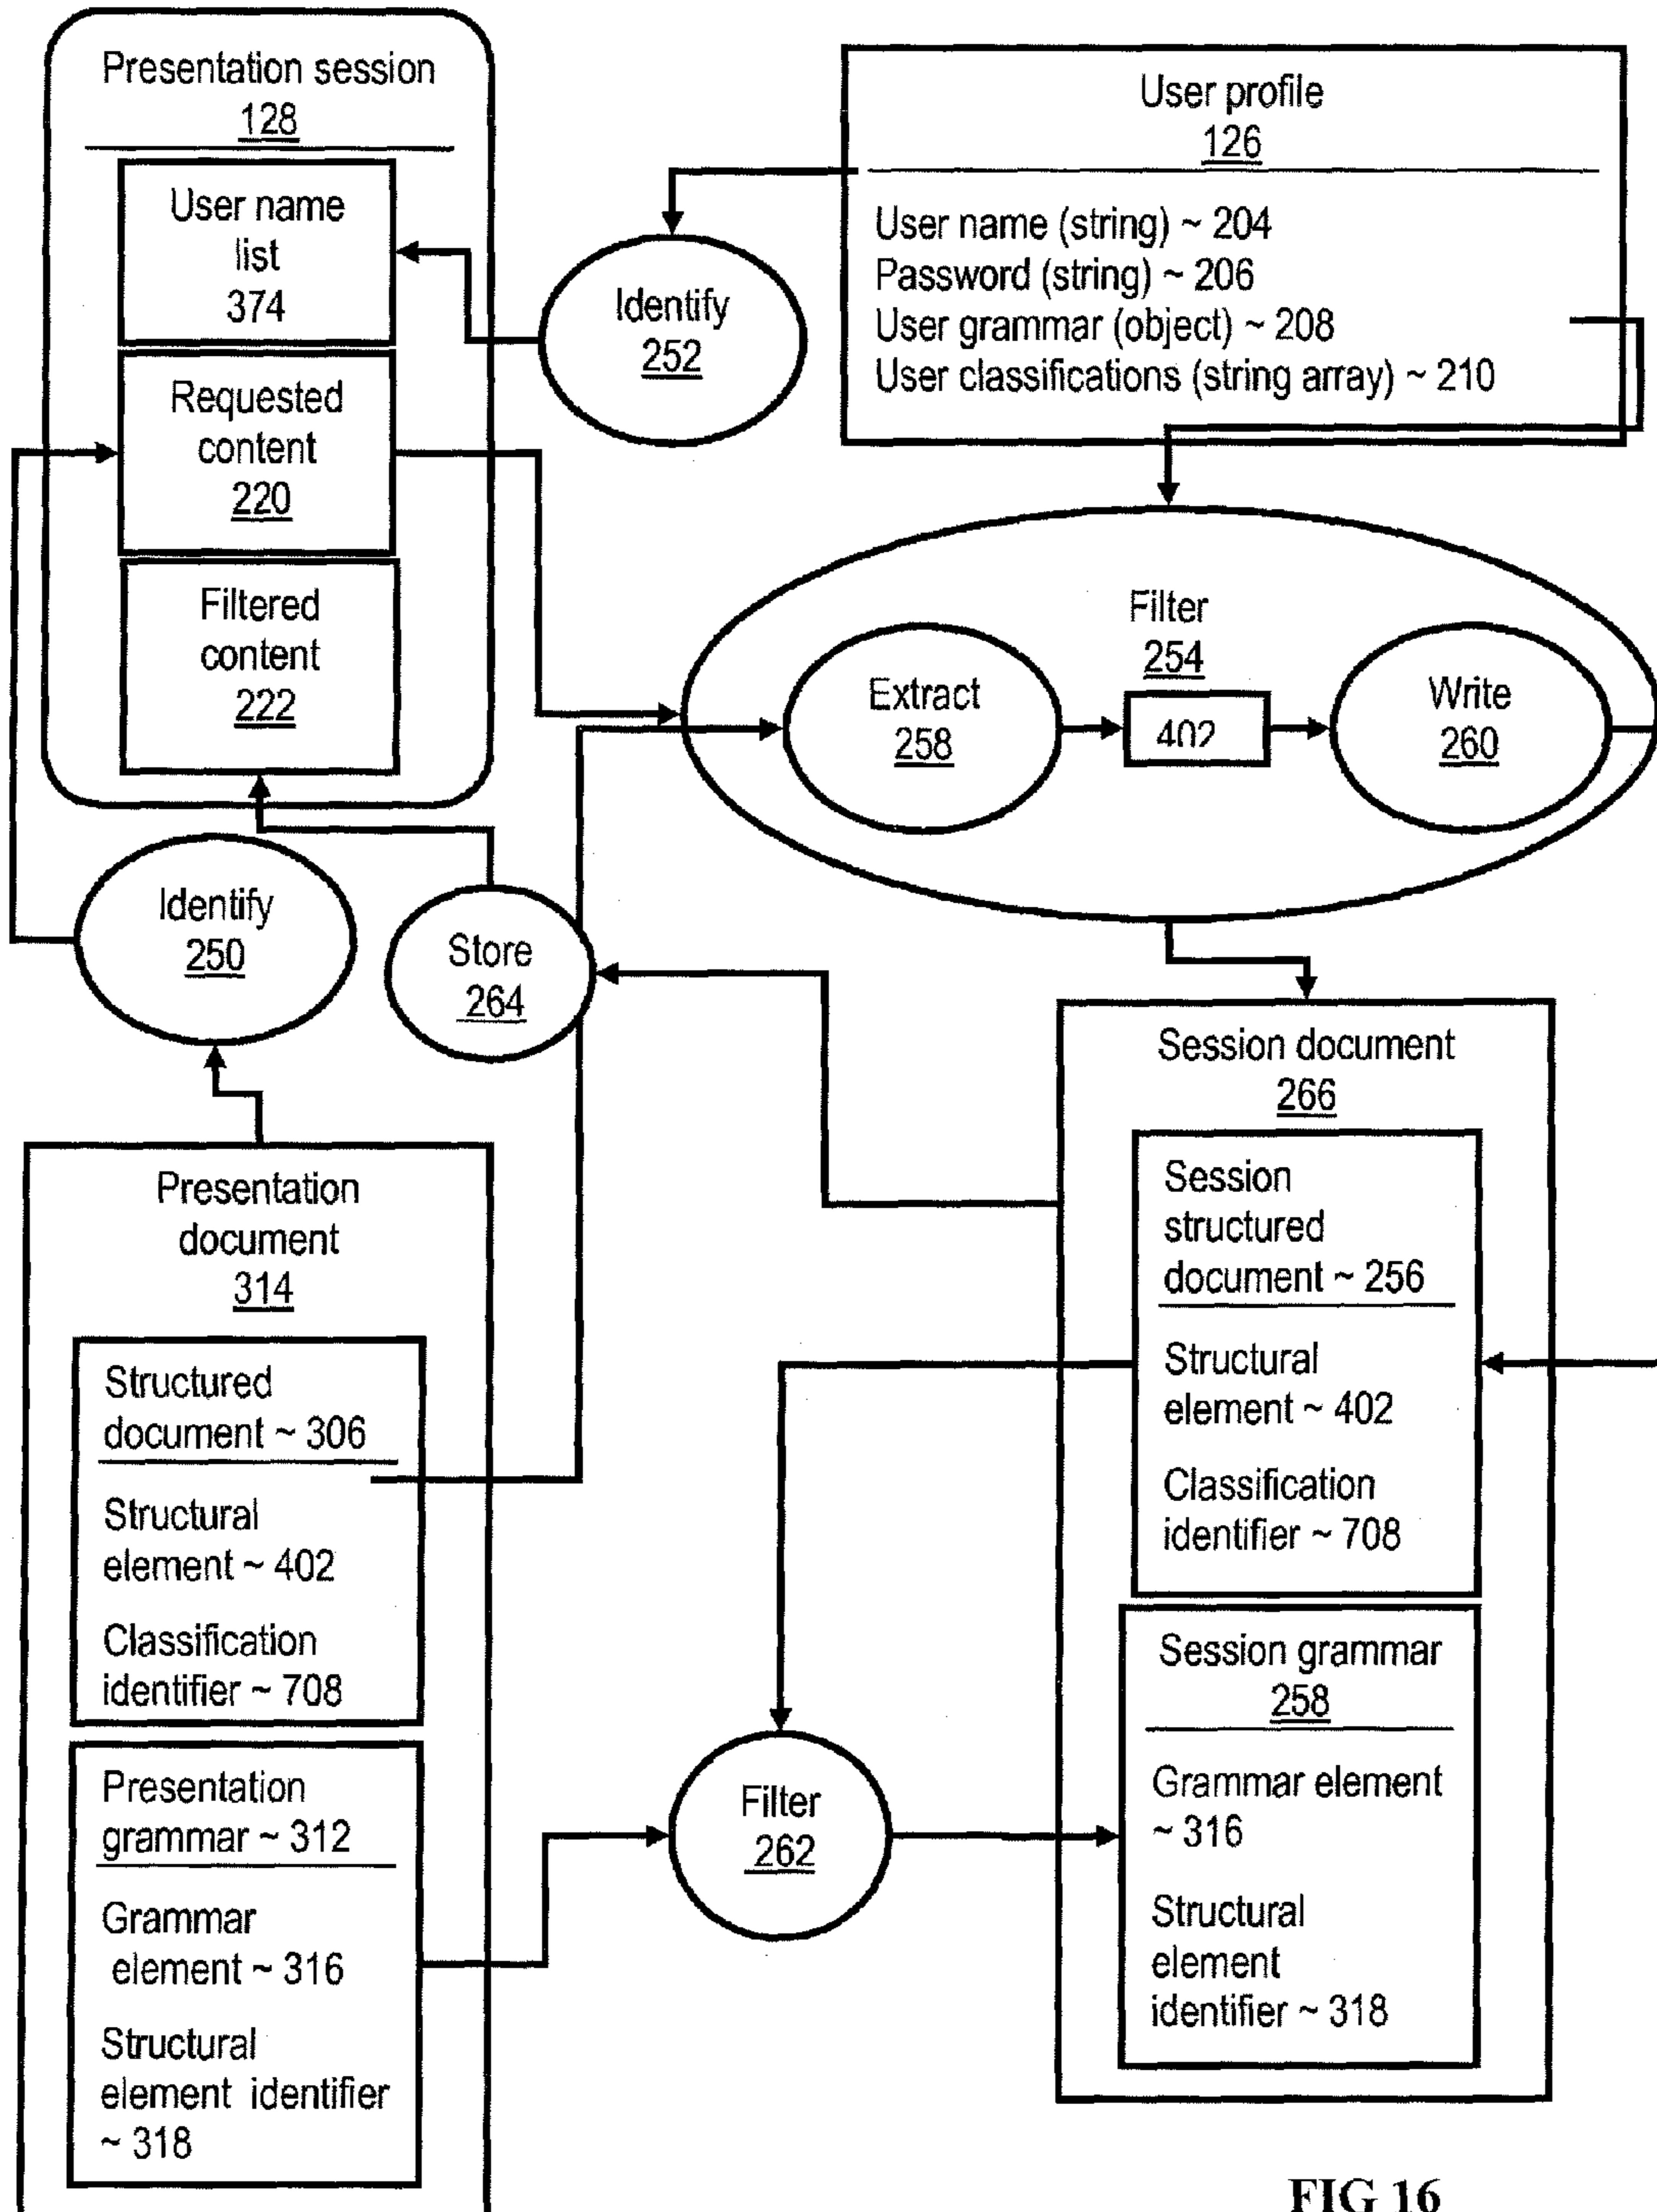 Presentation session
128
User name
list
374
Requested
content
220
Filtered
content
222
User profile
126
User name (string) ~ 204
Password (string) ~ 206
User grammar (object) ~ 208
User classifications (string array) ~ 210
Identify
252
Filter
254
Extract
258
402
Write
260
Identify
250
Store
264
Presentation
document
314
Structured
document ~ 306
Structural
element ~ 402
Classification
identifier ~ 708
Presentation
grammar ~ 312
Grammar
element ~ 316
Structural
element identifier
~ 318
Filter
262
Session document
266
Session
structured
document ~ 256
Structural
element ~ 402
Classification
identifier ~ 708
Session grammar
258
Grammar element
~ 316
Structural
element
identifier ~ 318
FIG 16